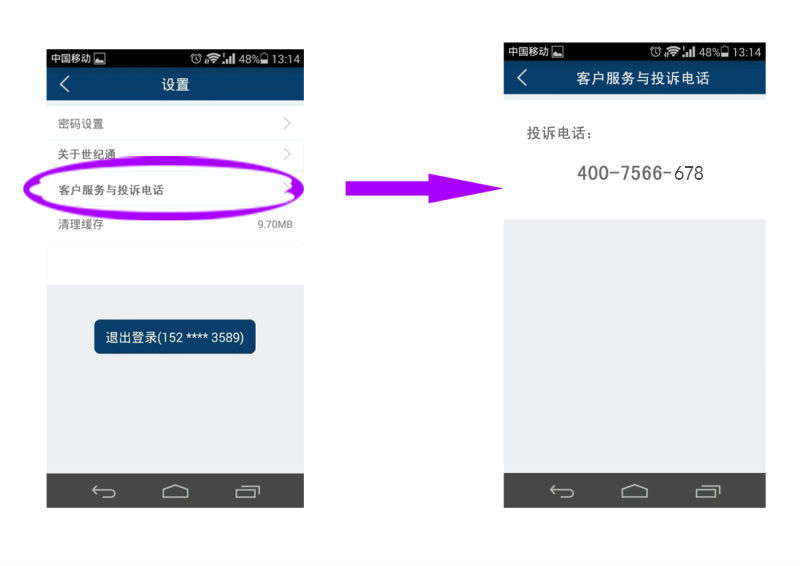 中国移动 48% 13:14
设置
密码设置
关于世纪通
客户服务与投诉电话
清理缓存 9.70MB
退出登录(152 **** 3589)
中国移动 48% 13:14
客户服务与投诉电话
投诉电话：
400-7566-678